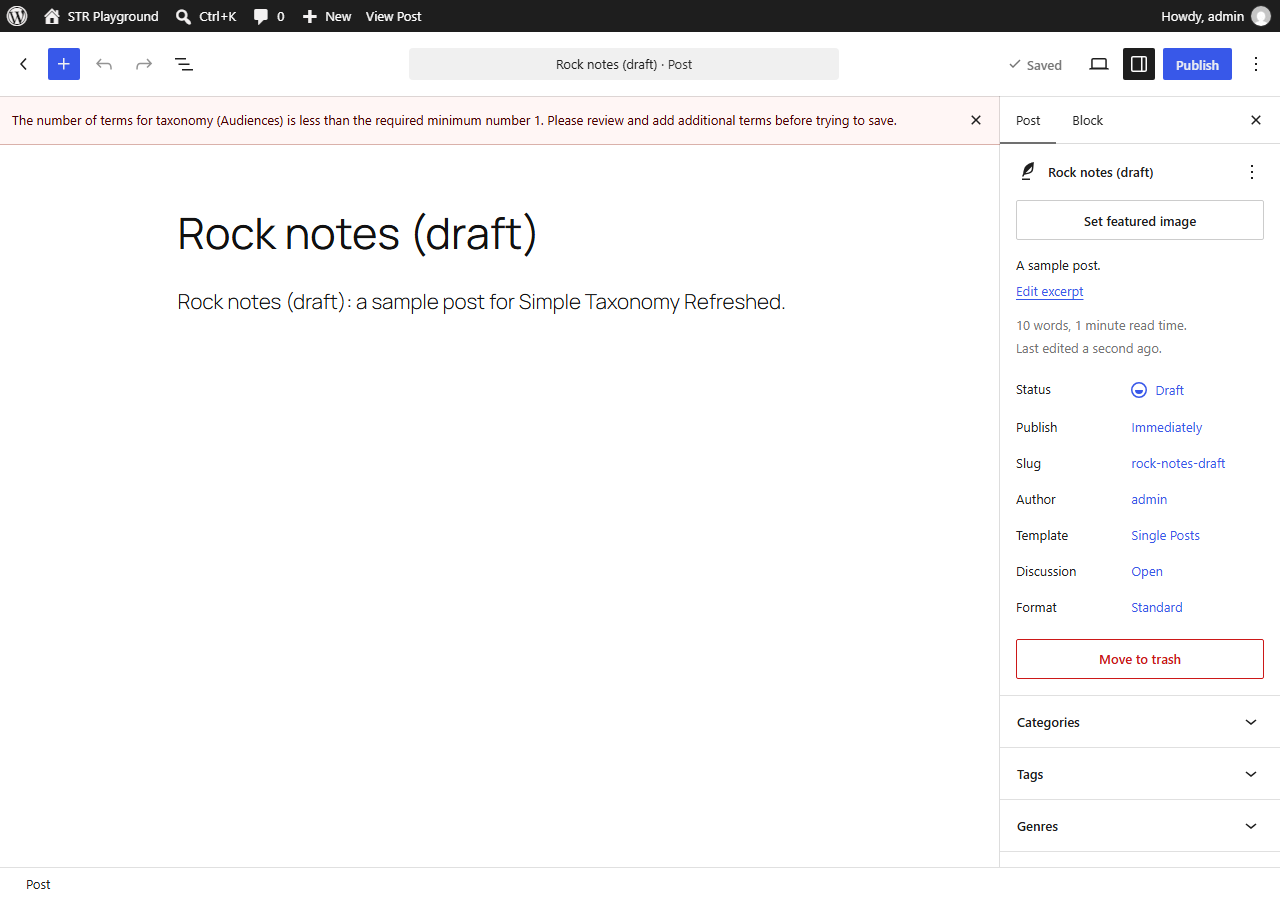 STR Playground Ctrl+K 0 New View Post Howdy, admin
Rock notes (draft) · Post Saved Publish
The number of terms for taxonomy (Audiences) is less than the required minimum number 1. Please review and add additional terms before trying to save.
Post Block
Rock notes (draft)
Set featured image
Rock notes (draft)
A sample post.
Edit excerpt
Rock notes (draft): a sample post for Simple Taxonomy Refreshed.
10 words, 1 minute read time.
Last edited a second ago.
Status Draft
Publish Immediately
Slug rock-notes-draft
Author admin
Template Single Posts
Discussion Open
Format Standard
Move to trash
Categories
Tags
Genres
Post